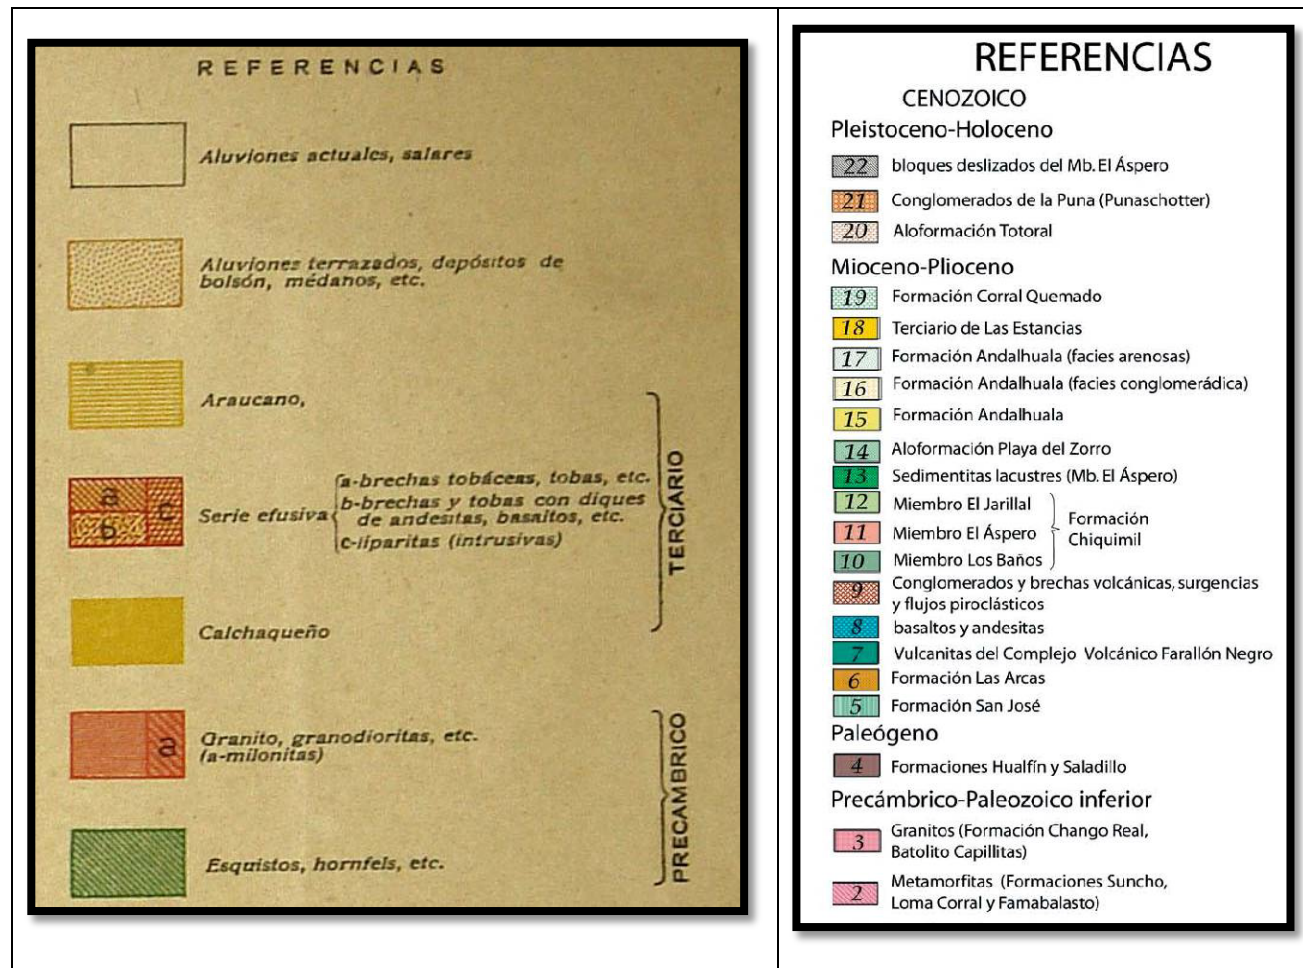 REFERENCIAS
Aluviones actuales, salares
Aluviones terrazados, depósitos de
bolsón, médanos, etc.
Araucano,
a
b
c
Serie efusiva
a-brechas tobáceas, tobas, etc.
b-brechas y tobas con diques
de andesitas, basaltos, etc.
c-liparitas (intrusivas)
Calchaqueño
TERCIARIO
a
Granito, granodioritas, etc.
(a-milonitas)
Esquistos, hornfels, etc.
PRECAMBRICO
REFERENCIAS
CENOZOICO
Pleistoceno-Holoceno
22 bloques deslizados del Mb. El Áspero
21 Conglomerados de la Puna (Punaschotter)
20 Aloformación Totoral
Mioceno-Plioceno
19 Formación Corral Quemado
18 Terciario de Las Estancias
17 Formación Andalhuala (facies arenosas)
16 Formación Andalhuala (facies conglomerádica)
15 Formación Andalhuala
14 Aloformación Playa del Zorro
13 Sedimentitas lacustres (Mb. El Áspero)
12 Miembro El Jarillal
11 Miembro El Áspero
10 Miembro Los Baños
Formación
Chiquimil
9 Conglomerados y brechas volcánicas, surgencias
y flujos piroclásticos
8 basaltos y andesitas
7 Vulcanitas del Complejo Volcánico Farallón Negro
6 Formación Las Arcas
5 Formación San José
Paleógeno
4 Formaciones Hualfín y Saladillo
Precámbrico-Paleozoico inferior
3 Granitos (Formación Chango Real,
Batolito Capillitas)
2 Metamorfitas (Formaciones Suncho,
Loma Corral y Famabalasto)